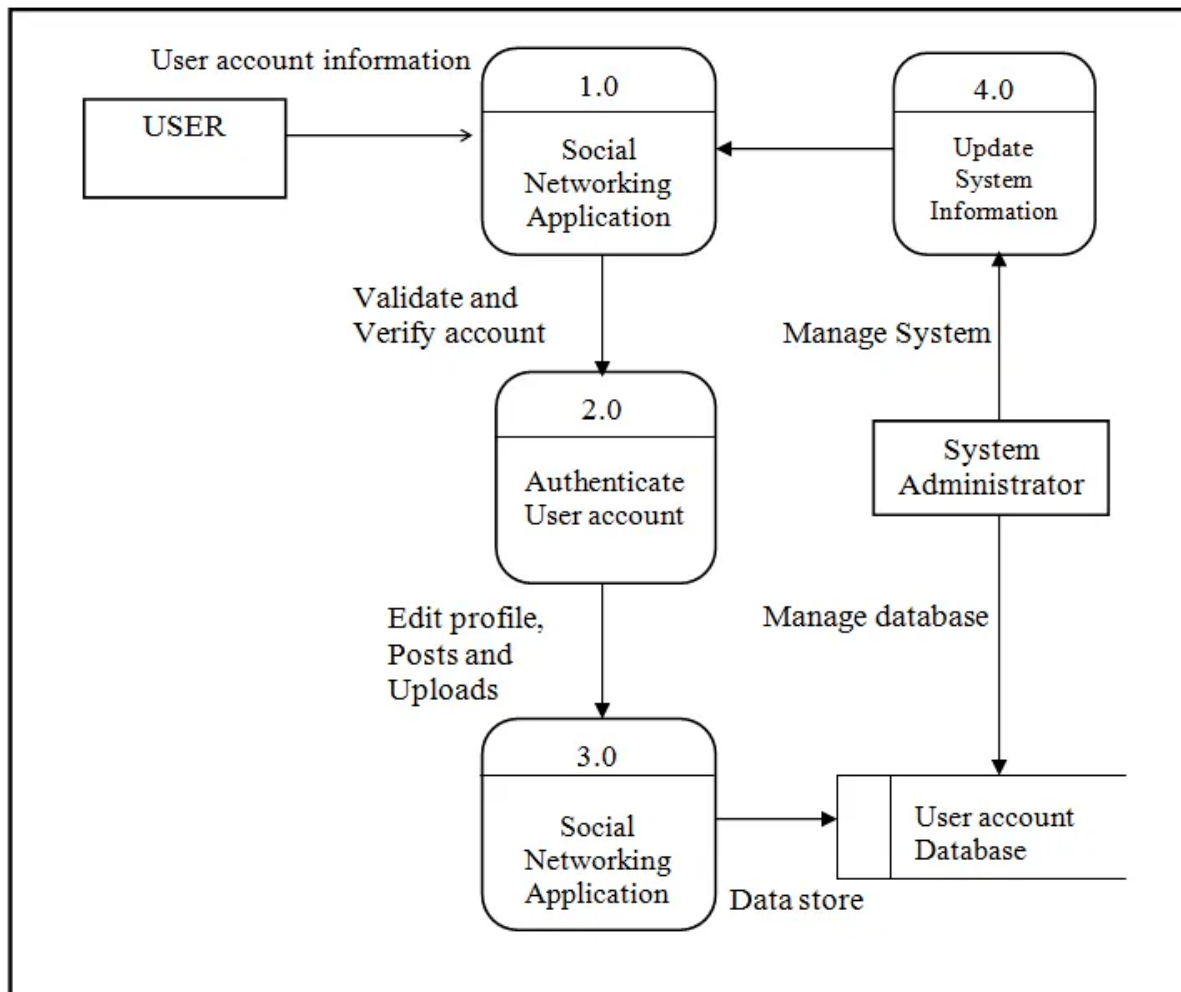 User account information
USER
1.0
Social
Networking
Application
4.0
Update
System
Information
Validate and
Verify account
Manage System
2.0
Authenticate
User account
System
Administrator
Edit profile,
Posts and
Uploads
Manage database
3.0
Social
Networking
Application
Data store
User account
Database